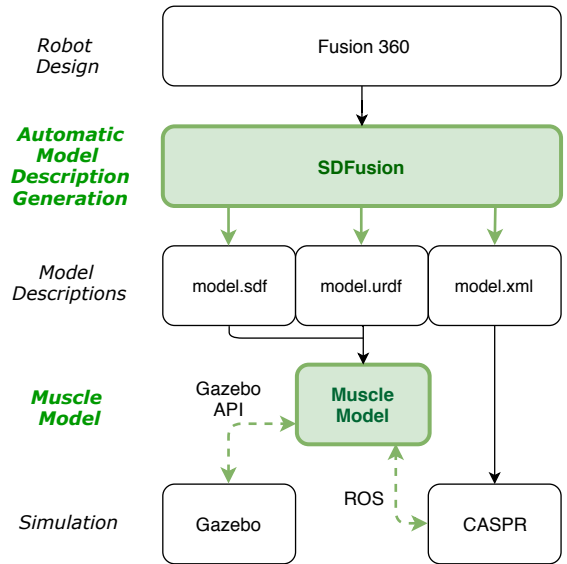 Robot
Design
Fusion 360
Automatic
Model
Description
Generation
SDFusion
Model
Descriptions
model.sdf
model.urdf
model.xml
Muscle
Model
Gazebo
API
Muscle
Model
ROS
Simulation
Gazebo
CASPR